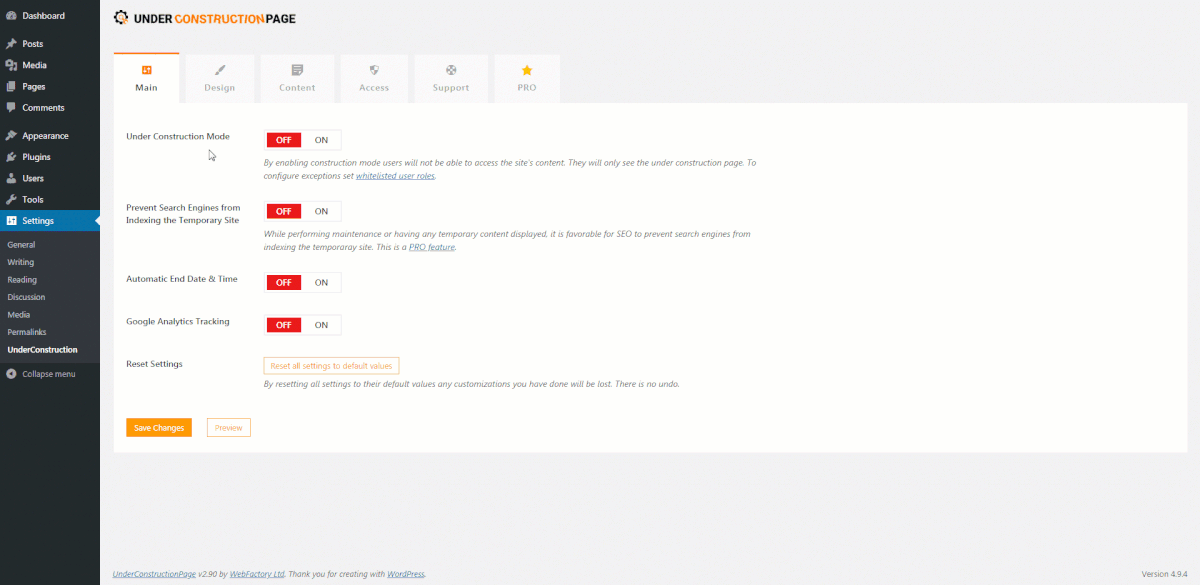 Dashboard
Posts
Media
Pages
Comments
Appearance
Plugins
Users
Tools
Settings
General
Writing
Reading
Discussion
Media
Permalinks
UnderConstruction
Collapse menu
UNDER CONSTRUCTION PAGE
Main
Design
Content
Access
Support
PRO
Under Construction Mode
OFF ON
By enabling construction mode users will not be able to access the site's content. They will only see the under construction page. To
configure exceptions set whitelisted user roles.
Prevent Search Engines from
Indexing the Temporary Site
OFF ON
While performing maintenance or having any temporary content displayed, it is favorable for SEO to prevent search engines from
indexing the temporaray site. This is a PRO feature.
Automatic End Date & Time
OFF ON
Google Analytics Tracking
OFF ON
Reset Settings
Reset all settings to default values
By resetting all settings to their default values any customizations you have done will be lost. There is no undo.
Save Changes
Preview
UnderConstructionPage v2.90 by WebFactory Ltd. Thank you for creating with WordPress.
Version 4.9.4